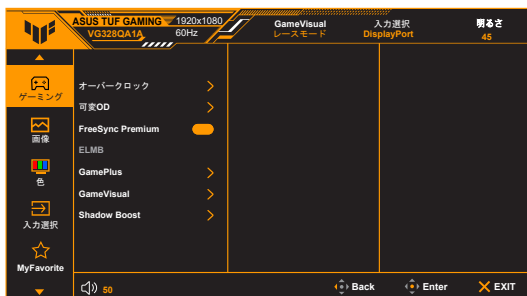 ASUS TUF GAMING
VG328QA1A
1920x1080
60Hz
GameVisual
レースモード
入力選択
DisplayPort
明るさ
45
ゲーミング
画像
色
入力選択
MyFavorite
オーバークロック
可変OD
FreeSync Premium
ELMB
GamePlus
GameVisual
Shadow Boost
50
Back
Enter
EXIT